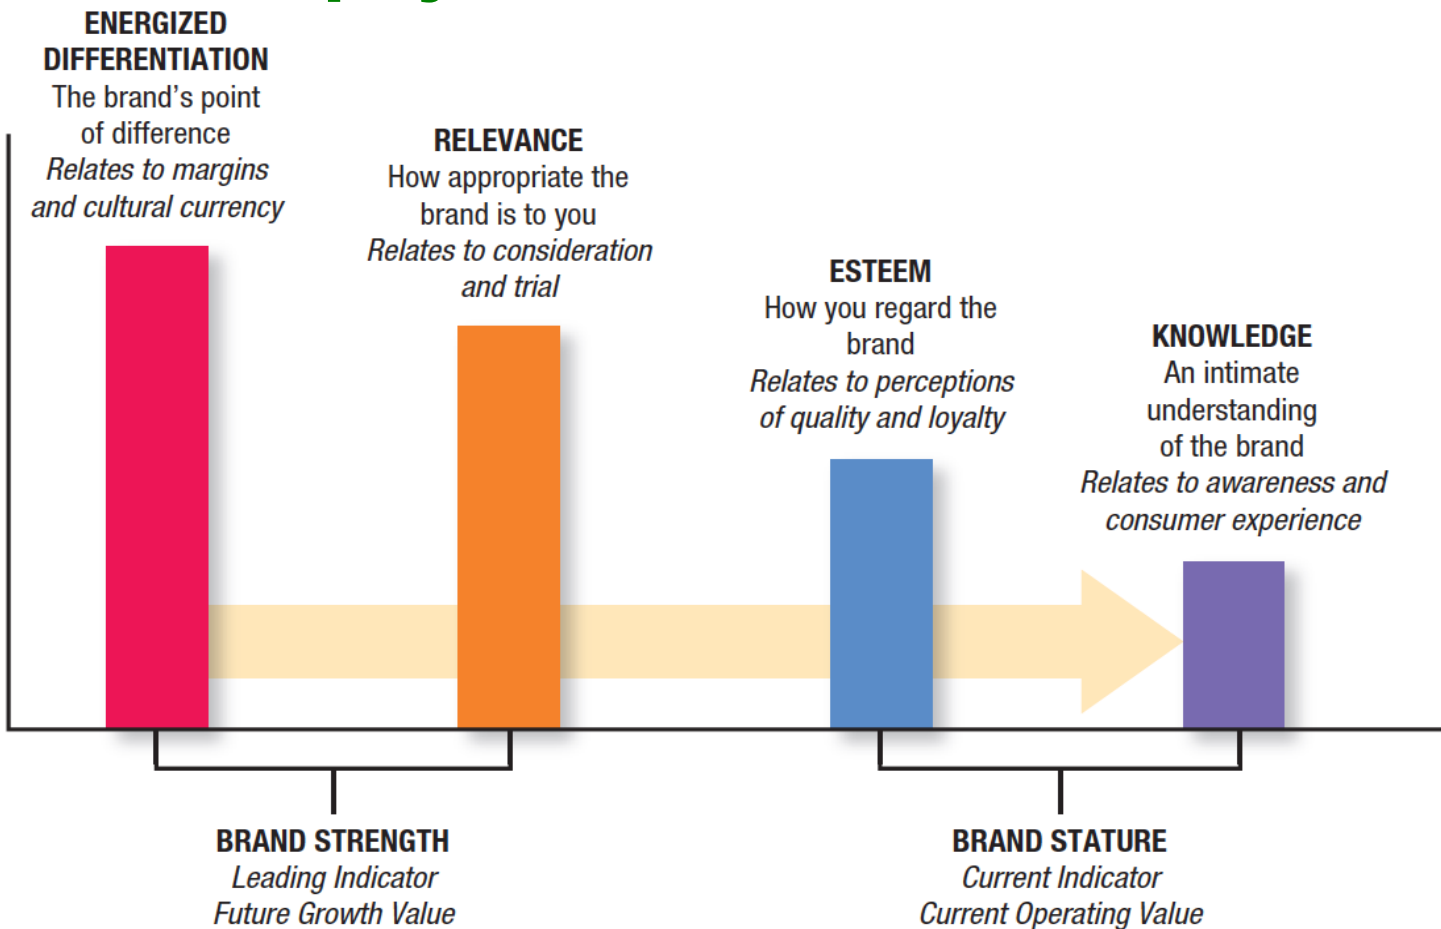 ENERGIZED
DIFFERENTIATION
The brand's point
of difference
Relates to margins
and cultural currency
RELEVANCE
How appropriate the
brand is to you
Relates to consideration
and trial
ESTEEM
How you regard the
brand
Relates to perceptions
of quality and loyalty
KNOWLEDGE
An intimate
understanding
of the brand
Relates to awareness and
consumer experience
BRAND STRENGTH
Leading Indicator
Future Growth Value
BRAND STATURE
Current Indicator
Current Operating Value